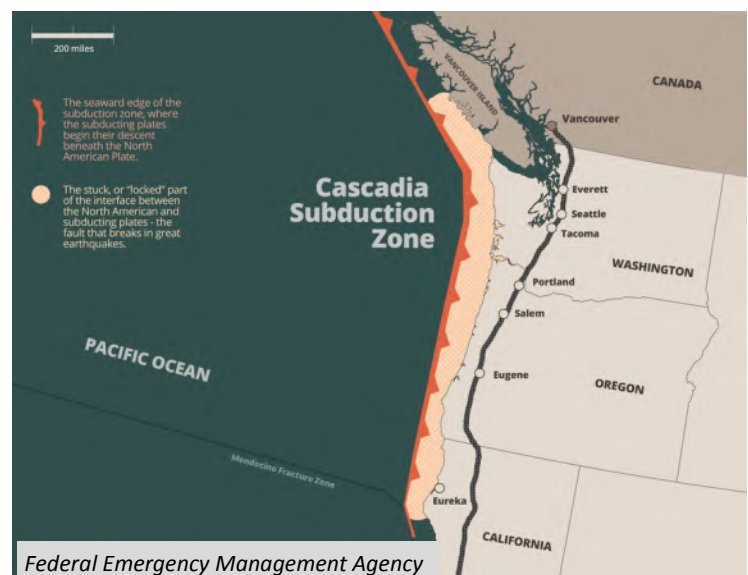 200 miles
The seaward edge of the
subduction zone, where
the subducting plates
begin their descent
beneath the North
American Plate.
The stuck, or “locked” part
of the interface between
the North American and
subducting plates - the
fault that breaks in great
earthquakes.
Cascadia
Subduction
Zone
PACIFIC OCEAN
Mendocino Fracture Zone
VANCOUVER ISLAND
CANADA
Vancouver
Everett
Seattle
Tacoma
WASHINGTON
Portland
Salem
Eugene
OREGON
Eureka
CALIFORNIA
Federal Emergency Management Agency